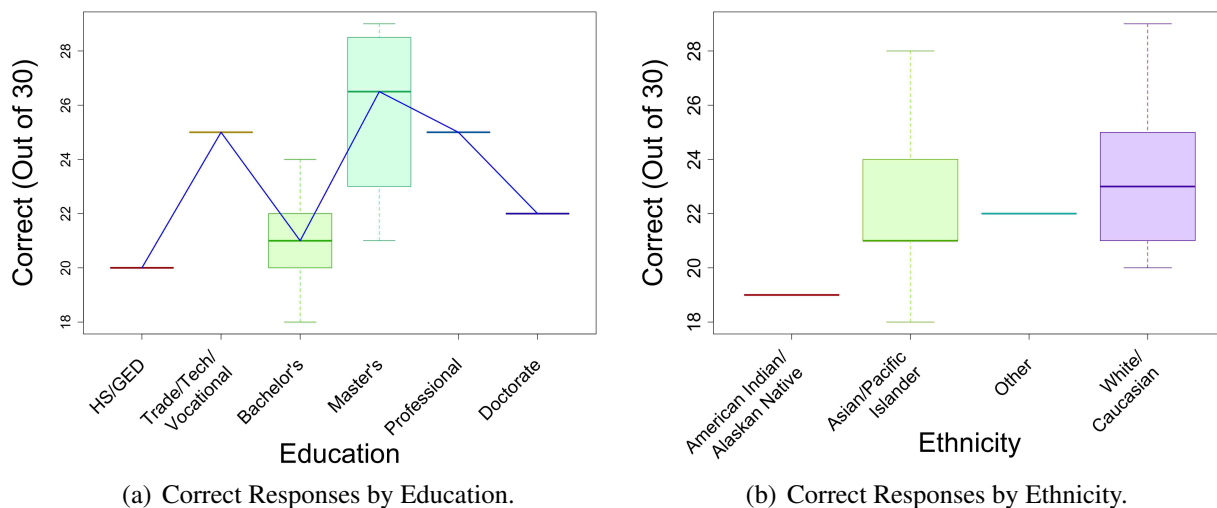 Correct (Out of 30)
28
26
24
22
20
18
HS/GED
Trade/Tech/
Vocational
Bachelor's
Master's
Professional
Doctorate
Education
(a) Correct Responses by Education.
Correct (Out of 30)
28
26
24
22
20
18
American Indian/
Alaskan Native
Asian/Pacific
Islander
Other
White/
Caucasian
Ethnicity
(b) Correct Responses by Ethnicity.